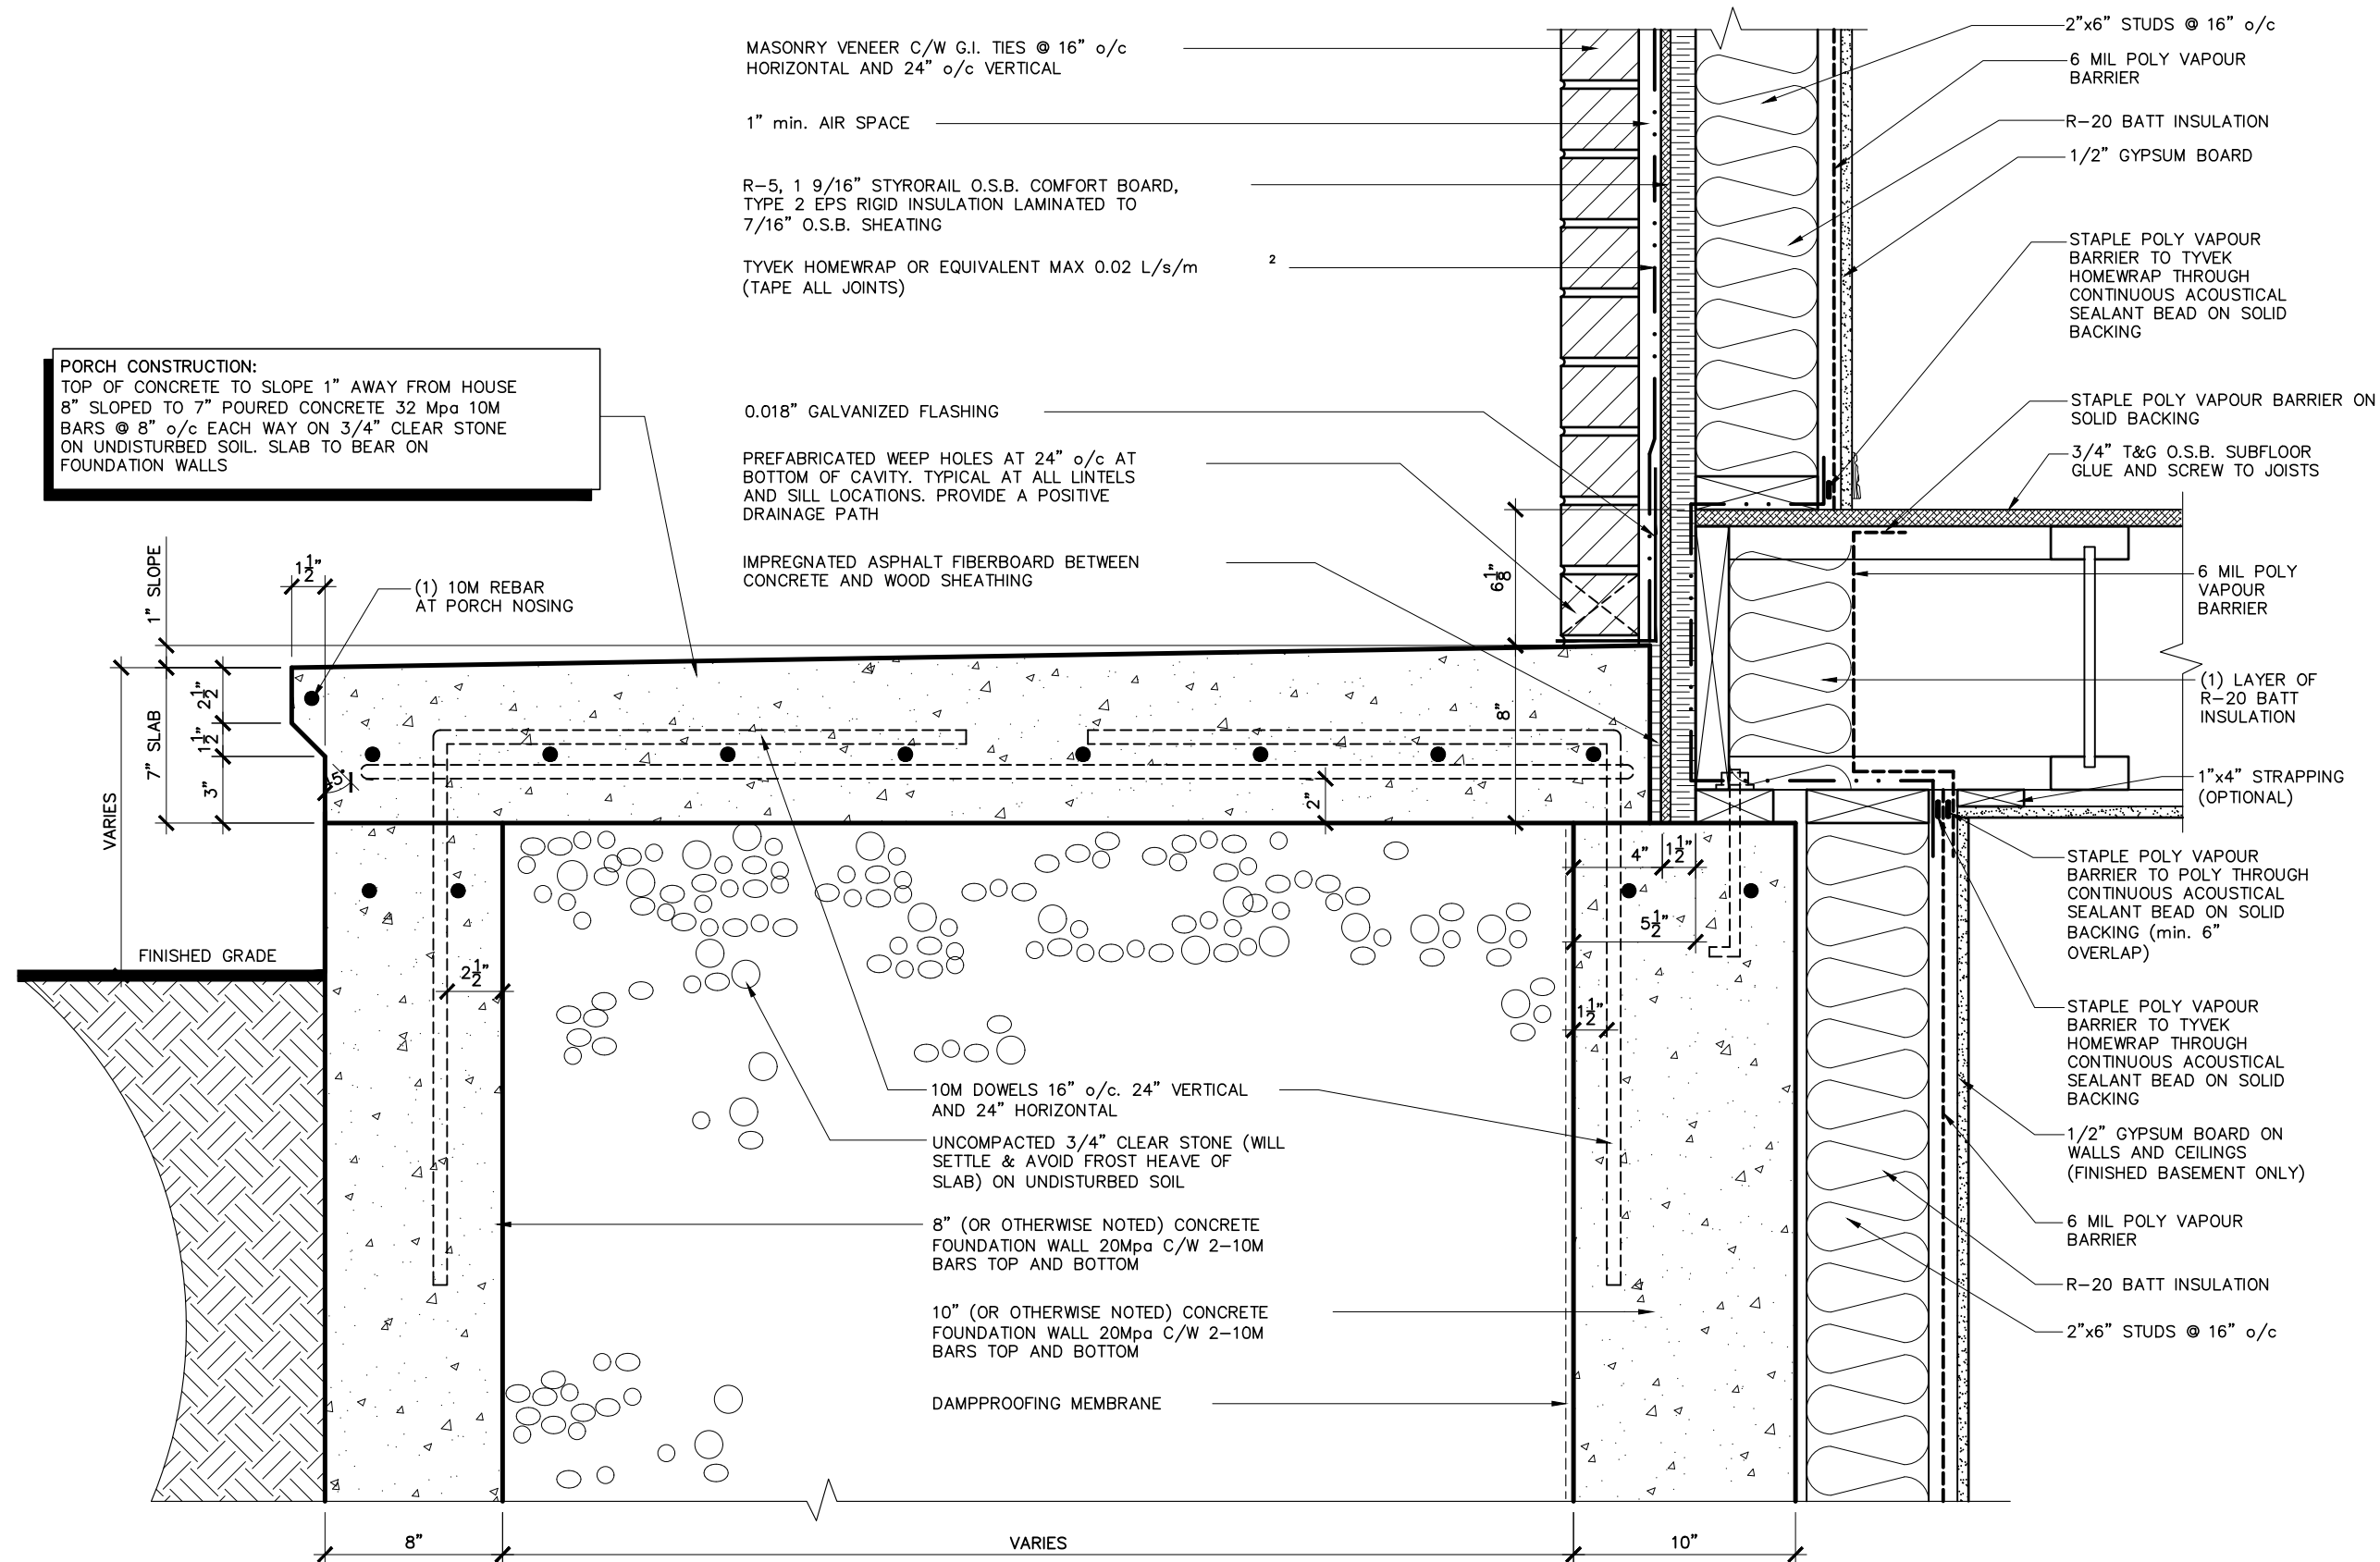 MASONRY VENEER C/W G.I. TIES @ 16" o/c
HORIZONTAL AND 24" o/c VERTICAL
1" min. AIR SPACE
R-5, 1 9/16" STYRORAIL O.S.B. COMFORT BOARD,
TYPE 2 EPS RIGID INSULATION LAMINATED TO
7/16" O.S.B. SHEATING
TYVEK HOMEWRAP OR EQUIVALENT MAX 0.02 L/s/m 2
(TAPE ALL JOINTS)
PORCH CONSTRUCTION:
TOP OF CONCRETE TO SLOPE 1" AWAY FROM HOUSE
8" SLOPED TO 7" POURED CONCRETE 32 Mpa 10M
BARS @ 8" o/c EACH WAY ON 3/4" CLEAR STONE
ON UNDISTURBED SOIL. SLAB TO BEAR ON
FOUNDATION WALLS
0.018" GALVANIZED FLASHING
PREFABRICATED WEEP HOLES AT 24" o/c AT
BOTTOM OF CAVITY. TYPICAL AT ALL LINTELS
AND SILL LOCATIONS. PROVIDE A POSITIVE
DRAINAGE PATH
IMPREGNATED ASPHALT FIBERBOARD BETWEEN
CONCRETE AND WOOD SHEATHING
(1) 10M REBAR
AT PORCH NOSING
1" SLOPE
1 1/2"
2 1/2"
1 1/2"
3"
7" SLAB
VARIES
45°
FINISHED GRADE
2 1/2"
6 1/8"
8"
2"
4"
1 1/2"
5 1/2"
1 1/2"
10M DOWELS 16" o/c. 24" VERTICAL
AND 24" HORIZONTAL
UNCOMPACTED 3/4" CLEAR STONE (WILL
SETTLE & AVOID FROST HEAVE OF
SLAB) ON UNDISTURBED SOIL
8" (OR OTHERWISE NOTED) CONCRETE
FOUNDATION WALL 20Mpa C/W 2-10M
BARS TOP AND BOTTOM
10" (OR OTHERWISE NOTED) CONCRETE
FOUNDATION WALL 20Mpa C/W 2-10M
BARS TOP AND BOTTOM
DAMPPROOFING MEMBRANE
8"
VARIES
10"
2"x6" STUDS @ 16" o/c
6 MIL POLY VAPOUR
BARRIER
R-20 BATT INSULATION
1/2" GYPSUM BOARD
STAPLE POLY VAPOUR
BARRIER TO TYVEK
HOMEWRAP THROUGH
CONTINUOUS ACOUSTICAL
SEALANT BEAD ON SOLID
BACKING
STAPLE POLY VAPOUR BARRIER ON
SOLID BACKING
3/4" T&G O.S.B. SUBFLOOR
GLUE AND SCREW TO JOISTS
6 MIL POLY
VAPOUR
BARRIER
(1) LAYER OF
R-20 BATT
INSULATION
1"x4" STRAPPING
(OPTIONAL)
STAPLE POLY VAPOUR
BARRIER TO POLY THROUGH
CONTINUOUS ACOUSTICAL
SEALANT BEAD ON SOLID
BACKING (min. 6"
OVERLAP)
STAPLE POLY VAPOUR
BARRIER TO TYVEK
HOMEWRAP THROUGH
CONTINUOUS ACOUSTICAL
SEALANT BEAD ON SOLID
BACKING
1/2" GYPSUM BOARD ON
WALLS AND CEILINGS
(FINISHED BASEMENT ONLY)
6 MIL POLY VAPOUR
BARRIER
R-20 BATT INSULATION
2"x6" STUDS @ 16" o/c